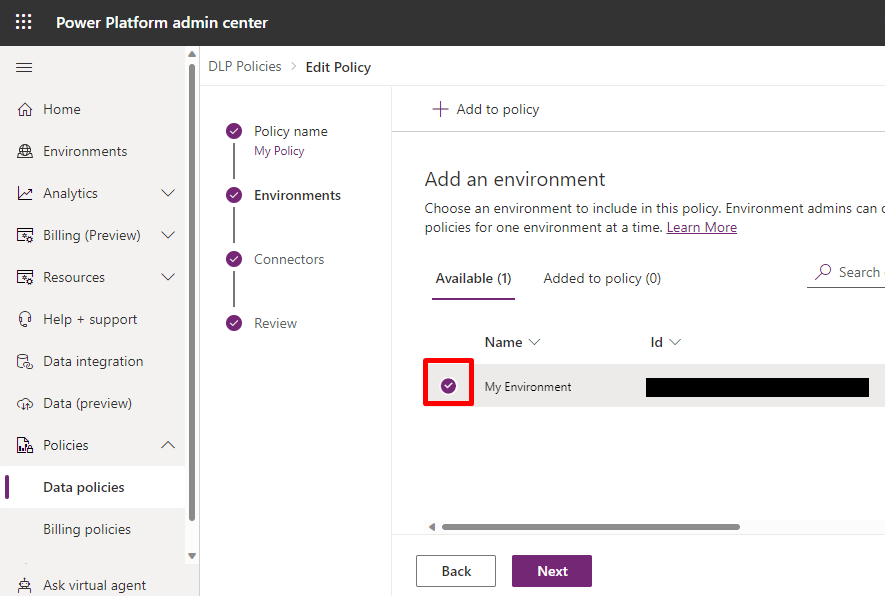 Power Platform admin center
Home
Environments
Analytics
Billing (Preview)
Resources
Help + support
Data integration
Data (preview)
Policies
Data policies
Billing policies
Ask virtual agent
DLP Policies > Edit Policy
Policy name
My Policy
Environments
Connectors
Review
Add to policy
Add an environment
Choose an environment to include in this policy. Environment admins can
policies for one environment at a time. Learn More
Available (1) Added to policy (0) Search
Name Id
My Environment
Back Next